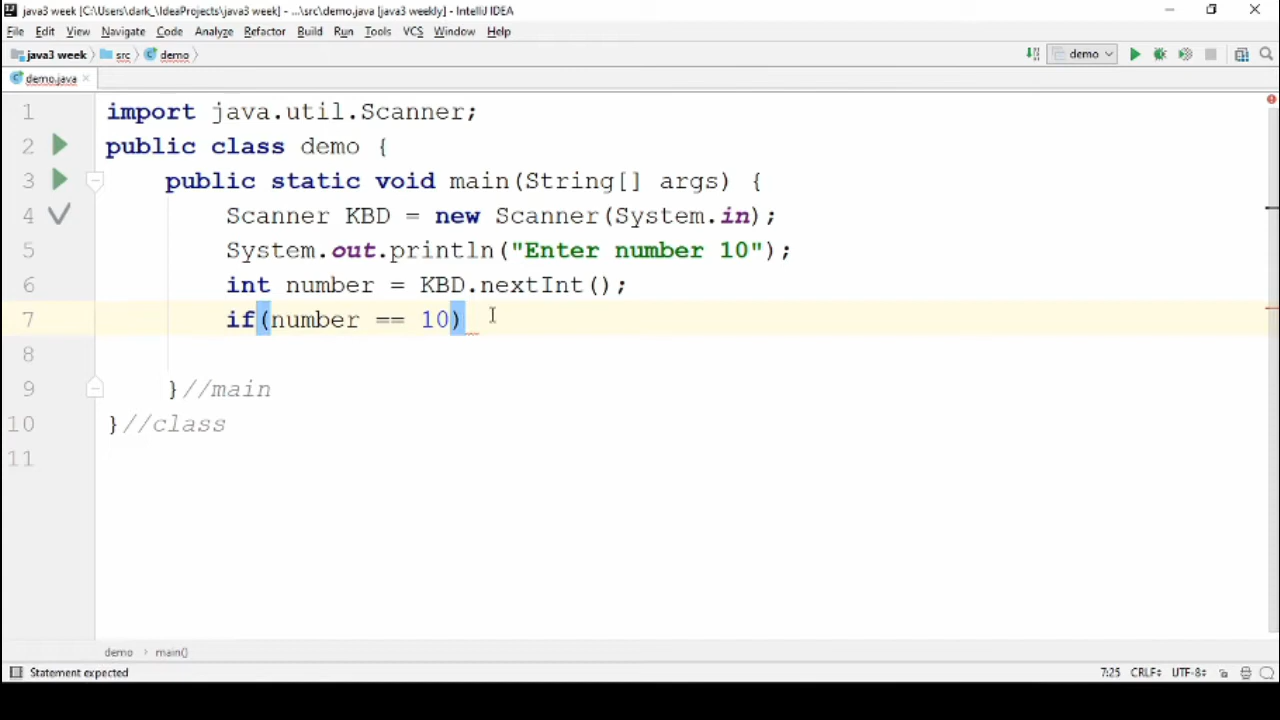 java3 week [C:\Users\dark_\IdeaProjects\java3 week] - ...\src\demo.java [java3 weekly] - IntelliJ IDEA
File Edit View Navigate Code Analyze Refactor Build Run Tools VCS Window Help
java3 week src demo demo
demo.java
1 import java.util.Scanner;
2 public class demo {
3 public static void main(String[] args) {
4 Scanner KBD = new Scanner(System.in);
5 System.out.println("Enter number 10");
6 int number = KBD.nextInt();
7 if(number == 10)
8
9 }//main
10 }//class
11
demo main()
Statement expected 7:25 CRLF UTF-8